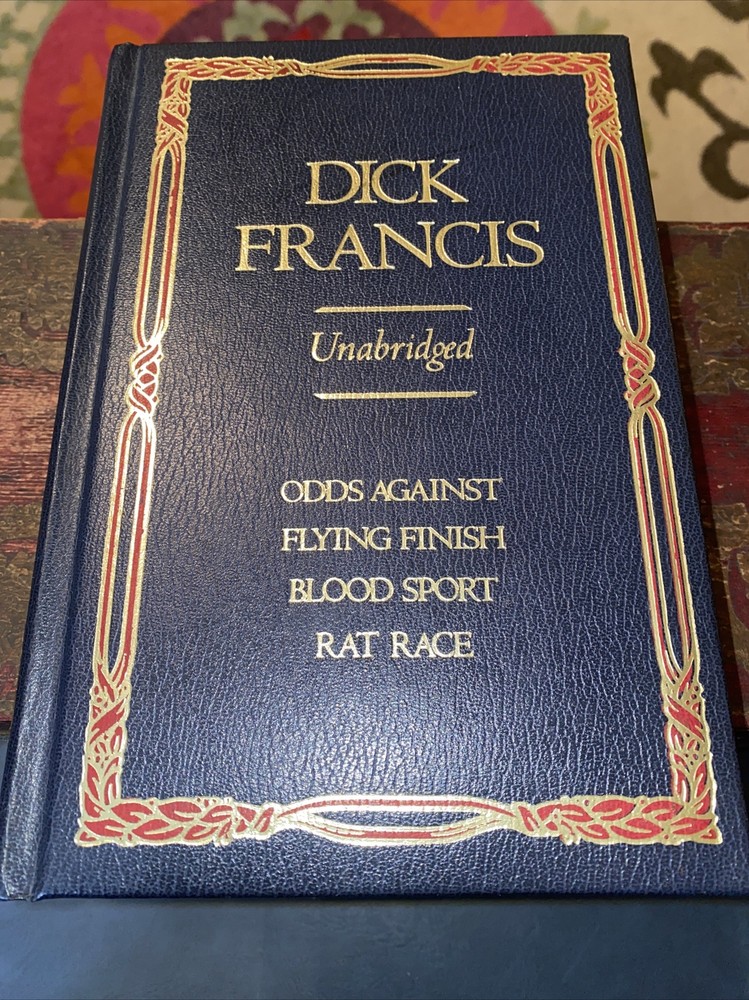 DICK
FRANCIS
Unabridged
ODDS AGAINST
FLYING FINISH
BLOOD SPORT
RAT RACE